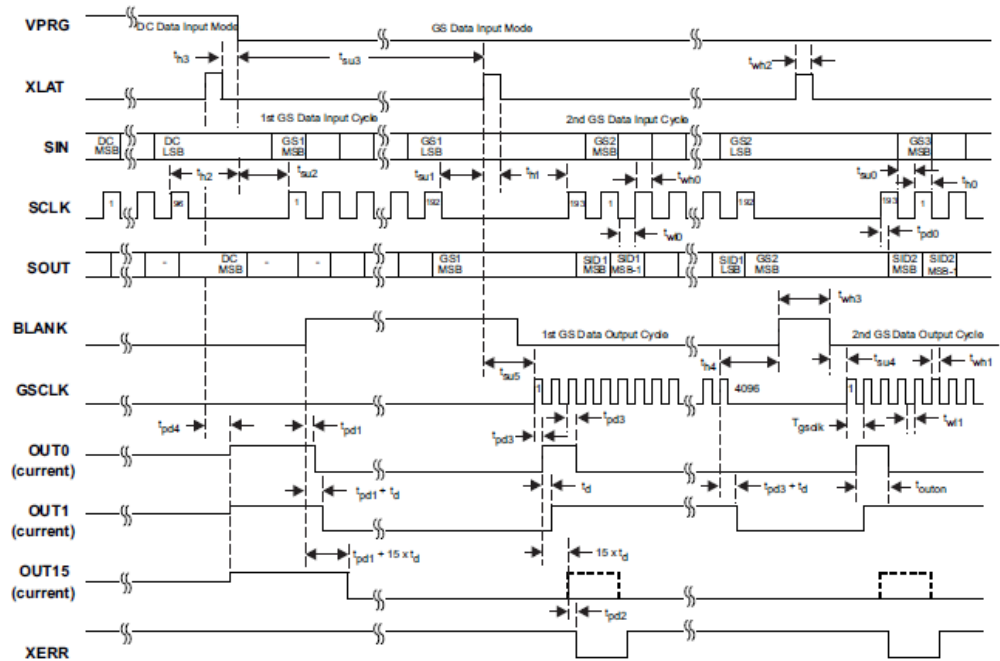 VPRG DC Data Input Mode GS Data Input Mode
th3 tsu3 twh2
XLAT
1st GS Data Input Cycle 2nd GS Data Input Cycle
SIN DC MSB DC LSB GS1 MSB GS1 LSB GS2 MSB GS2 LSB GS3 MSB
th2 tsu2 tsu1 th1 twh0 tsu0 th0
SCLK 1 96 1 192 193 1 192 193 1
twl0 tpd0
SOUT - DC MSB - - GS1 MSB SID1 MSB SID1 MSB-1 SID1 LSB GS2 MSB SID2 MSB SID2 MSB-1
twh3
BLANK 1st GS Data Output Cycle 2nd GS Data Output Cycle
tsu5 th4 tsu4 twh1
GSCLK 1 4096 1
tpd4 tpd1 tpd3 tpd3 Tgsclk twl1
OUT0
(current)
tpd1 + td td tpd3 + td touton
OUT1
(current)
tpd1 + 15 x td 15 x td
OUT15
(current)
tpd2
XERR